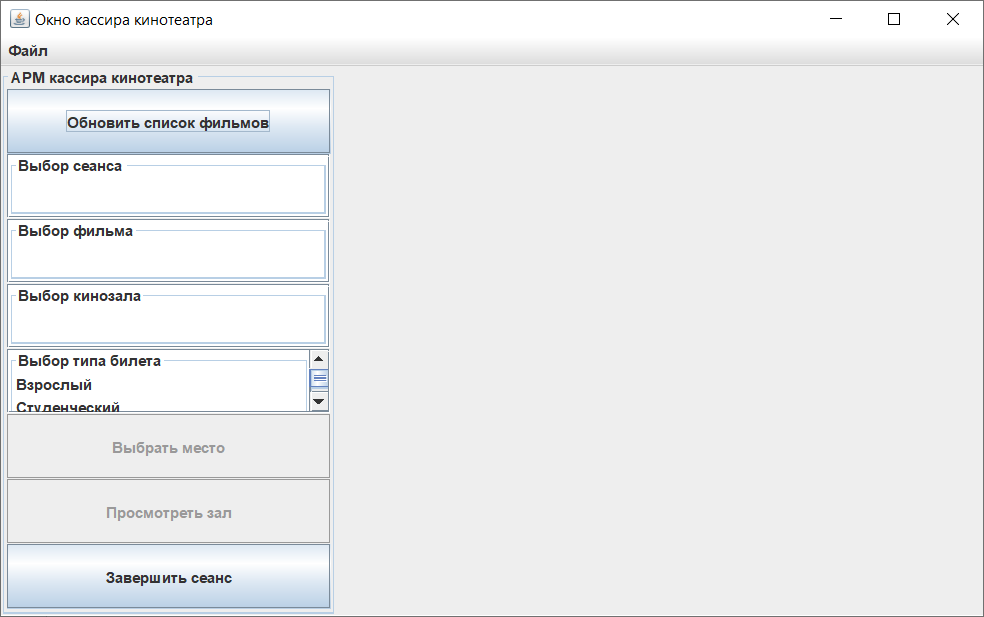 Окно кассира кинотеатра
Файл
АРМ кассира кинотеатра
Обновить список фильмов
Выбор сеанса
Выбор фильма
Выбор кинозала
Выбор типа билета
Взрослый
Студенческий
Выбрать место
Просмотреть зал
Завершить сеанс